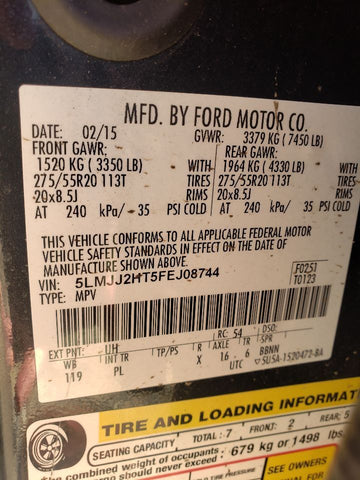 MFD. BY FORD MOTOR CO.
DATE: 02/15 GVWR: 3379 KG ( 7450 LB)
FRONT GAWR: REAR GAWR:
1520 KG ( 3350 LB) WITH 1964 KG ( 4330 LB) WITH
275/55R20 113T TIRES 275/55R20 113T TIRES
20x8.5J RIMS 20x8.5J RIMS
AT 240 kPa/ 35 PSI COLD AT 240 kPa/ 35 PSI COLD
THIS VEHICLE CONFORMS TO ALL APPLICABLE FEDERAL MOTOR
VEHICLE SAFETY STANDARDS IN EFFECT ON THE DATE OF
MANUFACTURE SHOWN ABOVE.
VIN: 5LMJJ2HT5FEJ08744
TYPE: MPV
F0251
T0123
RC: 54 DSO:
EXT PNT: UH R AXLE TR SPR
WB INT TR TP/PS X 16 6 BBNN
119 PL UTC 5U5A-1520472-BA
TIRE AND LOADING INFORMAT
SEATING CAPACITY TOTAL: 7 FRONT: 2 REAR: 5
The combined weight of occupants
should never exceed 679 kg or 1498 lbs
SEE OWNERS